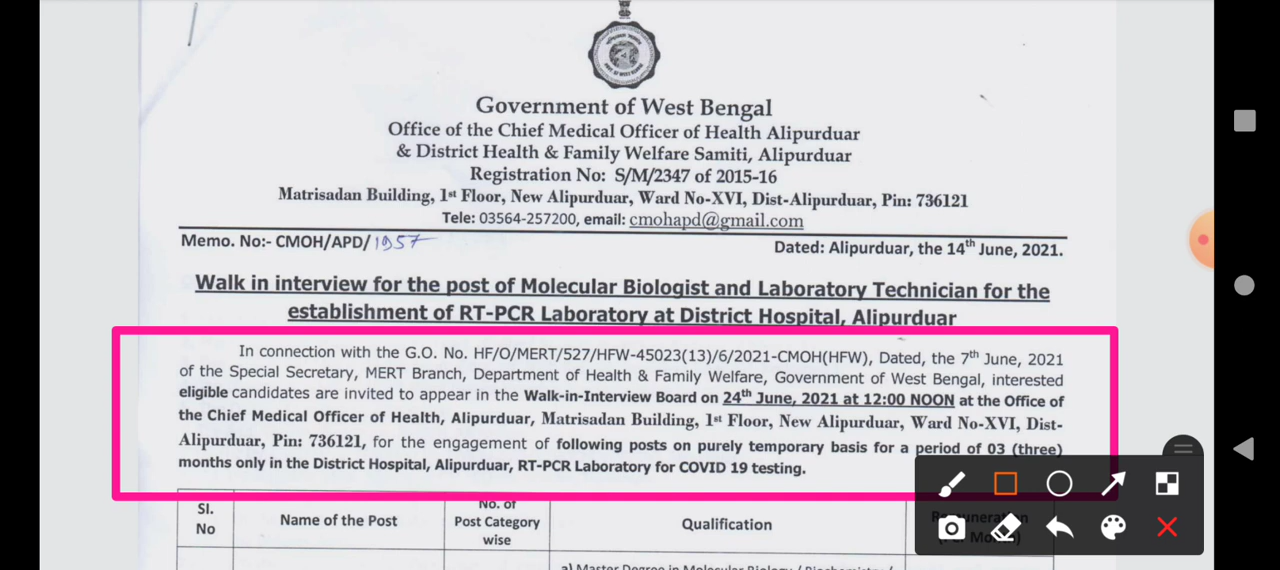 Government of West Bengal
Office of the Chief Medical Officer of Health Alipurduar
& District Health & Family Welfare Samiti, Alipurduar
Registration No: S/M/2347 of 2015-16
Matrisadan Building, 1st Floor, New Alipurduar, Ward No-XVI, Dist-Alipurduar, Pin: 736121
Tele: 03564-257200, email: cmohapd@gmail.com
Memo. No:- CMOH/APD/1957 Dated: Alipurduar, the 14th June, 2021.
Walk in interview for the post of Molecular Biologist and Laboratory Technician for the
establishment of RT-PCR Laboratory at District Hospital, Alipurduar
In connection with the G.O. No. HF/O/MERT/527/HFW-45023(13)/6/2021-CMOH(HFW), Dated, the 7th June, 2021
of the Special Secretary, MERT Branch, Department of Health & Family Welfare, Government of West Bengal, interested
eligible candidates are invited to appear in the Walk-in-Interview Board on 24th June, 2021 at 12:00 NOON at the Office of
the Chief Medical Officer of Health, Alipurduar, Matrisadan Building, 1st Floor, New Alipurduar, Ward No-XVI, Dist-
Alipurduar, Pin: 736121, for the engagement of following posts on purely temporary basis for a period of 03 (three)
months only in the District Hospital, Alipurduar, RT-PCR Laboratory for COVID 19 testing.
Sl.
No
Name of the Post
No. of
Post Category
wise
Qualification
a) Master Degree in Molecular Biology / Biochemistry /